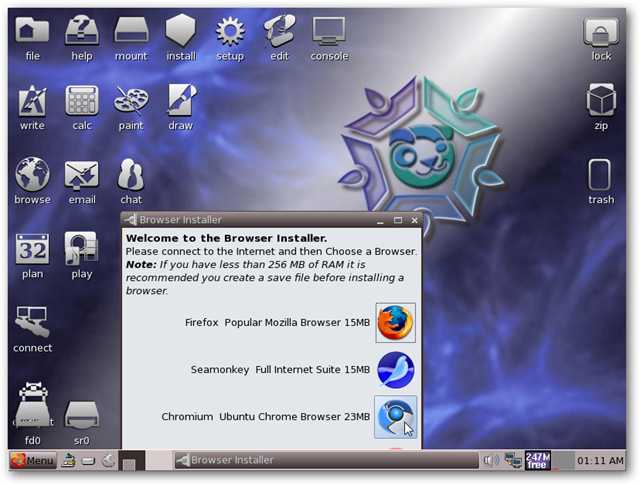 file help mount install setup edit console lock
write calc paint draw zip
browse email chat trash
Browser Installer
Welcome to the Browser Installer.
Please connect to the Internet and then Choose a Browser.
Note: If you have less than 256 MB of RAM it is
recommended you create a save file before installing a
browser.
32
plan play
Firefox Popular Mozilla Browser 15MB
connect
Seamonkey Full Internet Suite 15MB
Chromium Ubuntu Chrome Browser 23MB
fd0 sr0
Menu Browser Installer 247M free 01:11 AM